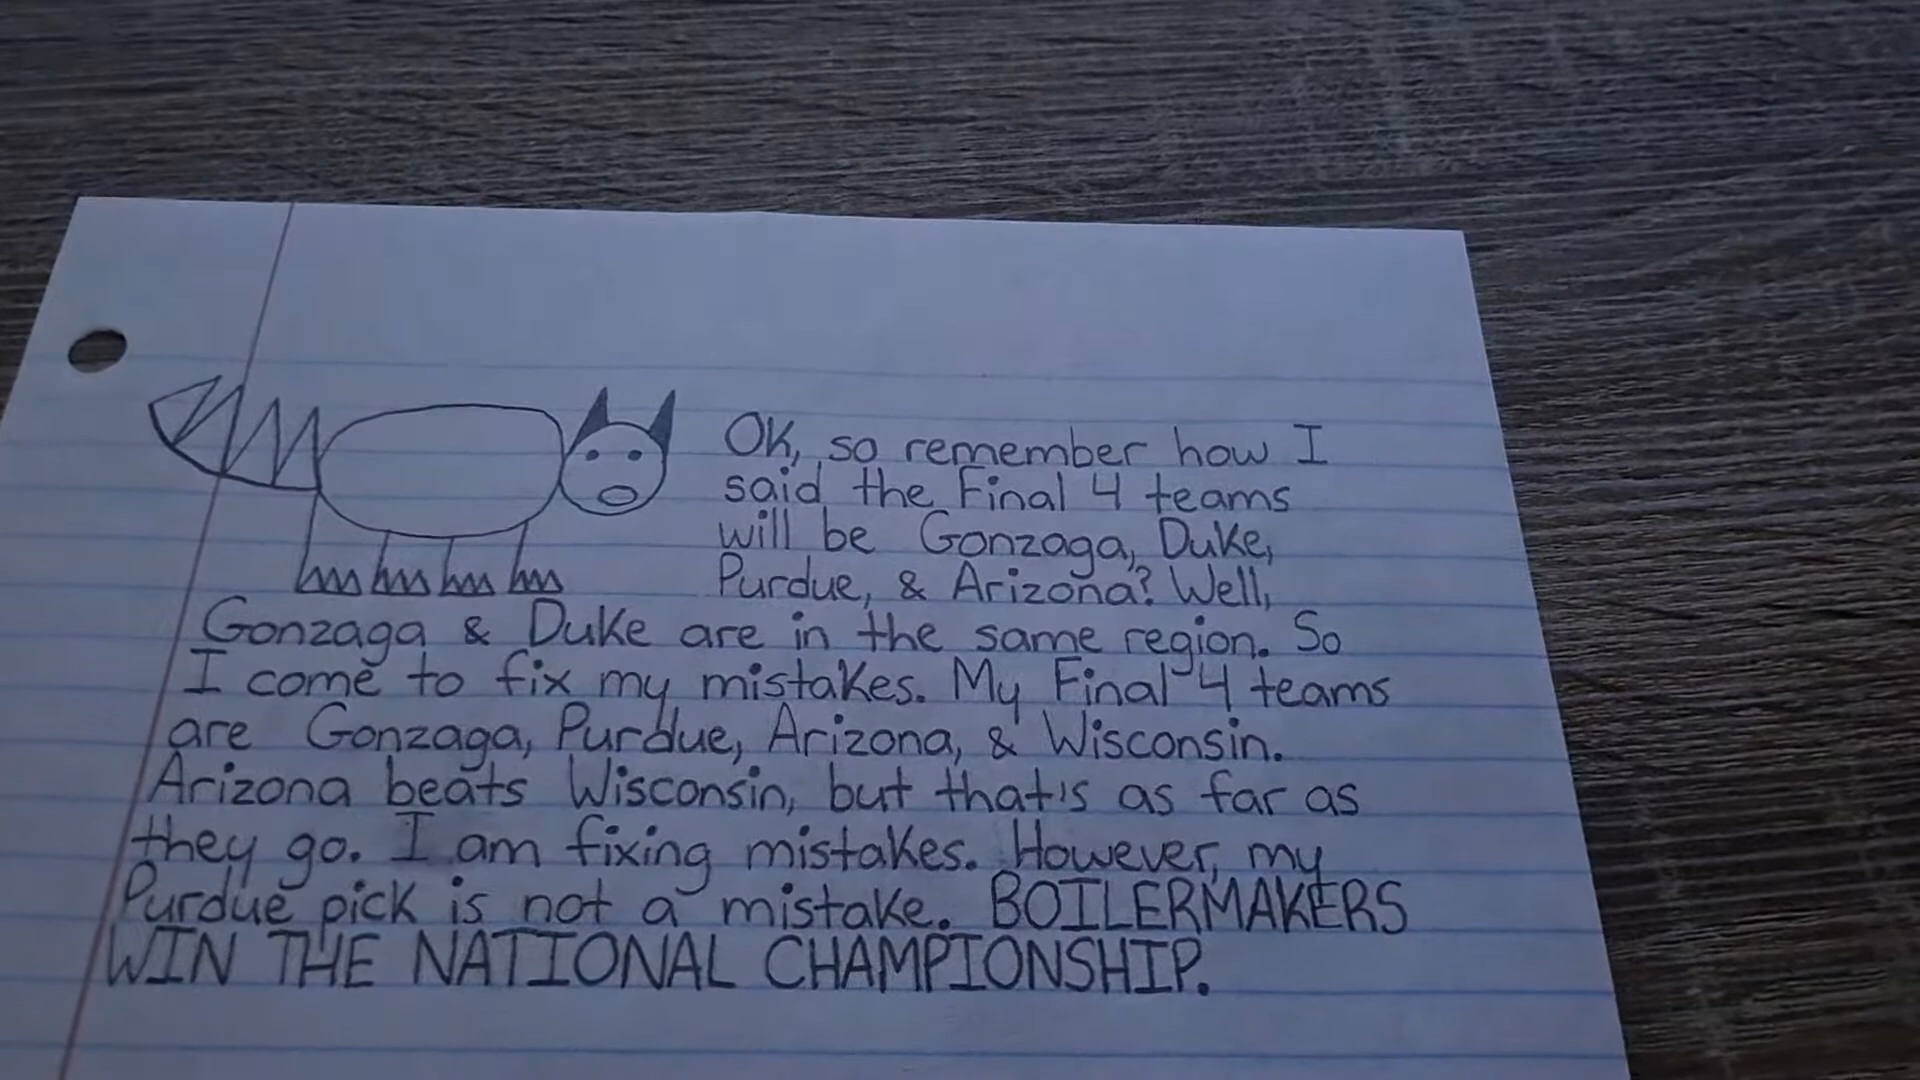 OK, so remember how I
said the Final 4 teams
will be Gonzaga, Duke,
Purdue, & Arizona? Well,
Gonzaga & Duke are in the same region. So
I come to fix my mistakes. My Final 4 teams
are Gonzaga, Purdue, Arizona, & Wisconsin.
Arizona beats Wisconsin, but that's as far as
they go. I am fixing mistakes. However, my
Purdue pick is not a mistake. BOILERMAKERS
WIN THE NATIONAL CHAMPIONSHIP.